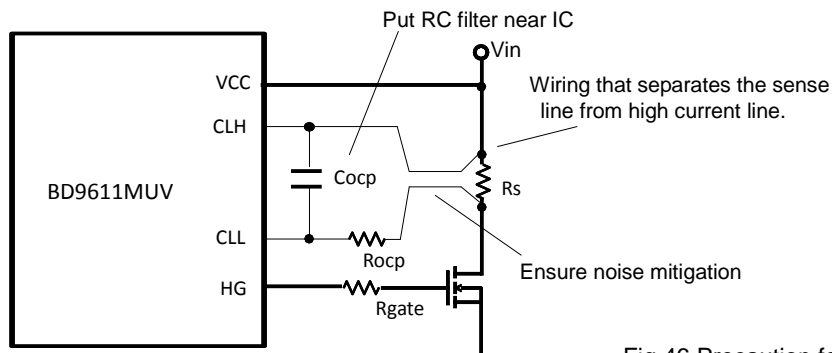 Put RC filter near IC
Vin
VCC
Wiring that separates the sense
line from high current line.
CLH
Cocp
Rs
BD9611MUV
CLL
Rocp
Ensure noise mitigation
HG
Rgate